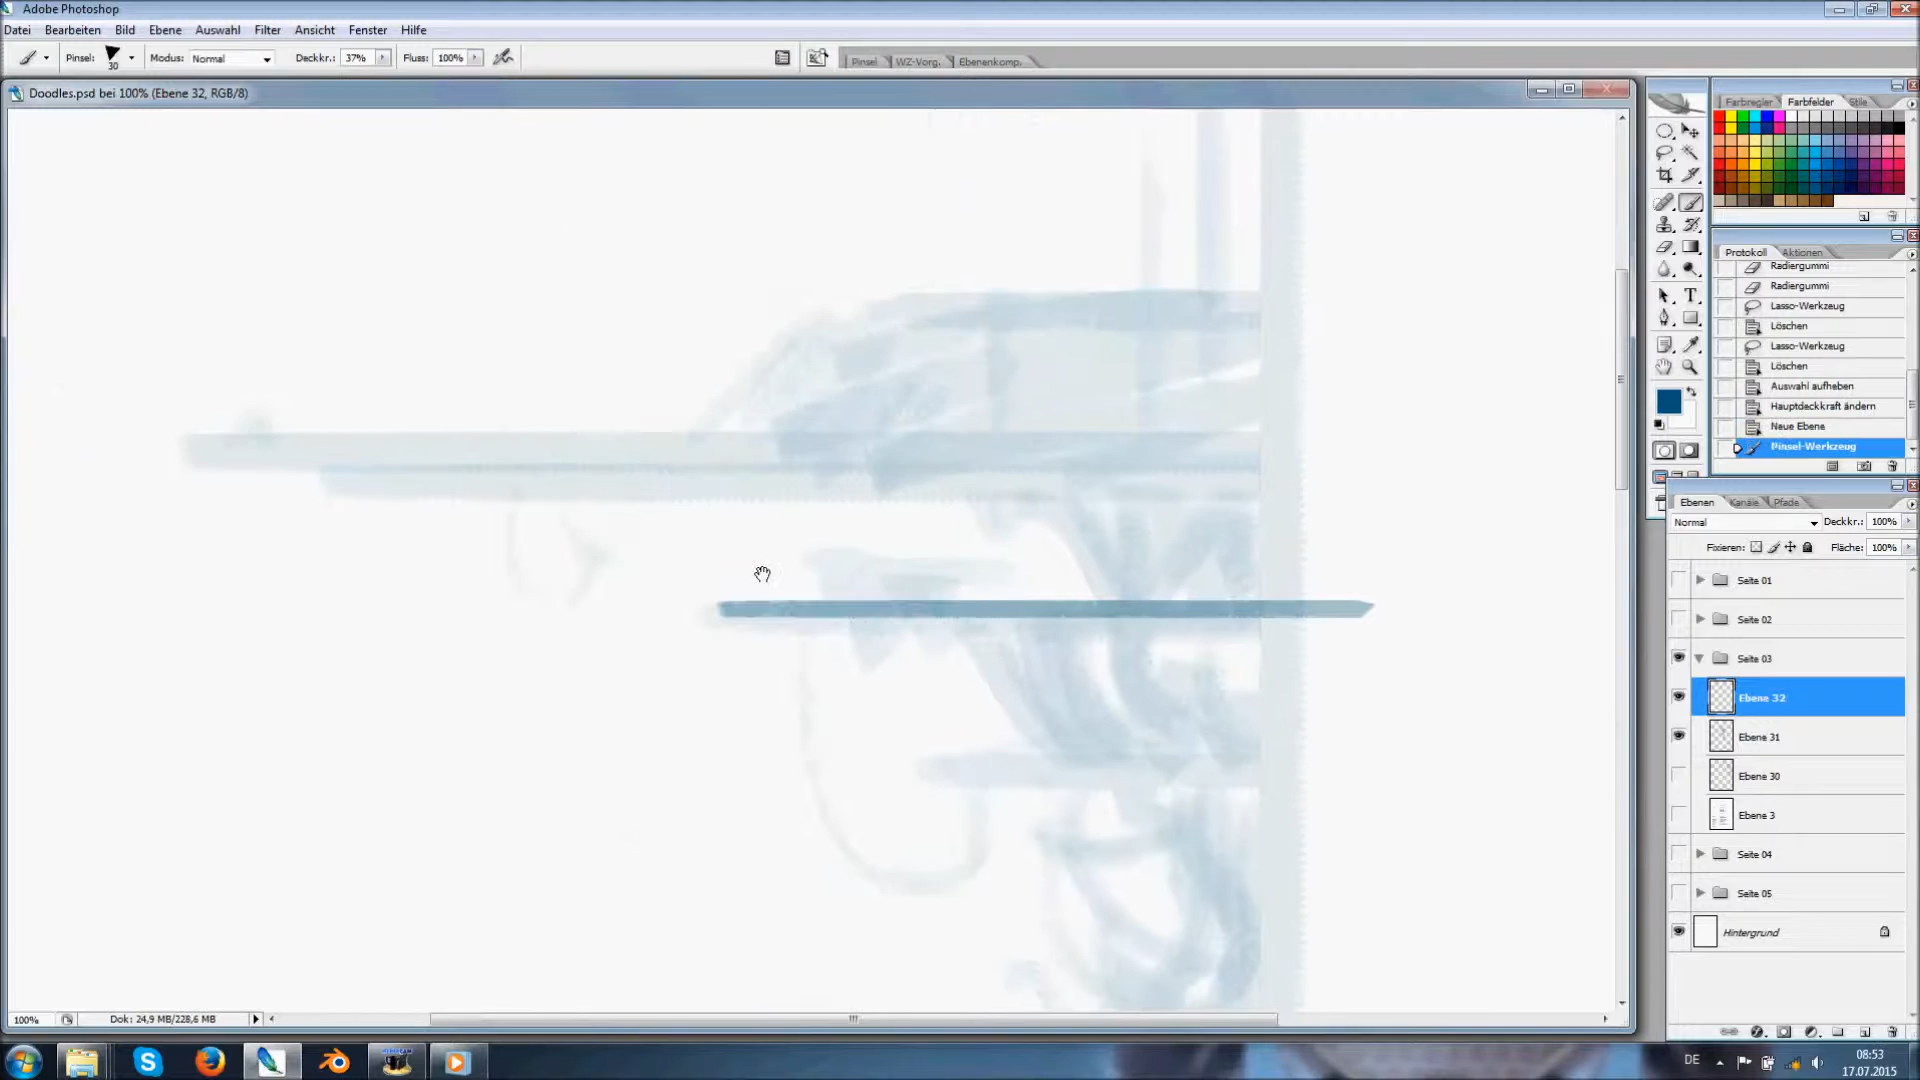 Adobe Photoshop
Datei Bearbeiten Bild Ebene Auswahl Filter Ansicht Fenster Hilfe
Pinsel: 30 Modus: Normal Deckkr.: 37% Fluss: 100% Pinsel WZ-Vorg. Ebenenkomp.
Doodles.psd bei 100% (Ebene 32, RGB/8)
Farbregler Farbfelder Stile
Protokoll Aktionen
Radiergummi
Radiergummi
Lasso-Werkzeug
Löschen
Lasso-Werkzeug
Löschen
Auswahl aufheben
Hauptdeckkraft ändern
Neue Ebene
Pinsel-Werkzeug
Ebenen Kanäle Pfade
Normal Deckkr.: 100%
Fixieren: Fläche: 100%
Seite 01
Seite 02
Seite 03
Ebene 32
Ebene 31
Ebene 30
Ebene 3
Seite 04
Seite 05
Hintergrund
100% Dok: 24,9 MB/228,6 MB
DE 08:53
17.07.2015